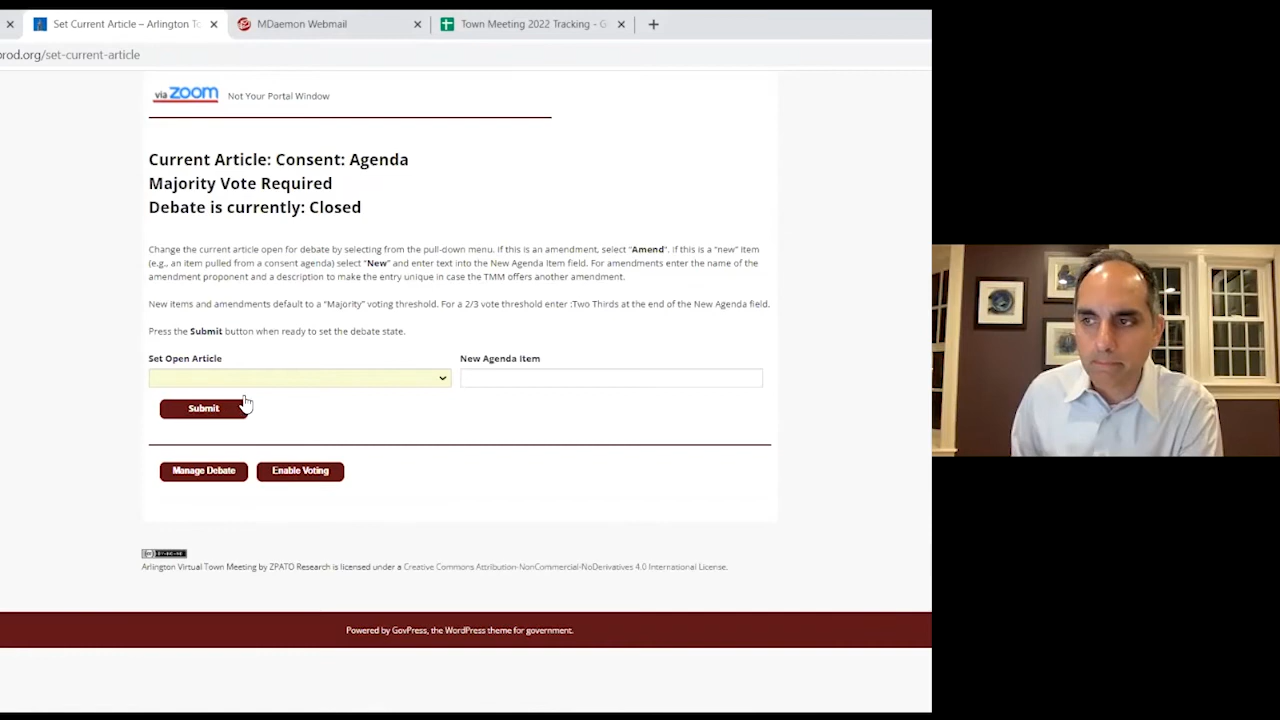 Set Current Article – Arlington To
MDaemon Webmail
Town Meeting 2022 Tracking - G
prod.org/set-current-article
via zoom Not Your Portal Window
Current Article: Consent: Agenda
Majority Vote Required
Debate is currently: Closed
Change the current article open for debate by selecting from the pull-down menu. If this is an amendment, select "Amend". If this is a "new" item
(e.g., an item pulled from a consent agenda) select "New" and enter text into the New Agenda Item field. For amendments enter the name of the
amendment proponent and a description to make the entry unique in case the TMM offers another amendment.
New items and amendments default to a "Majority" voting threshold. For a 2/3 vote threshold enter :Two Thirds at the end of the New Agenda field.
Press the Submit button when ready to set the debate state.
Set Open Article New Agenda Item
Submit
Manage Debate Enable Voting
Arlington Virtual Town Meeting by ZPATO Research is licensed under a Creative Commons Attribution-NonCommercial-NoDerivatives 4.0 International License.
Powered by GovPress, the WordPress theme for government.